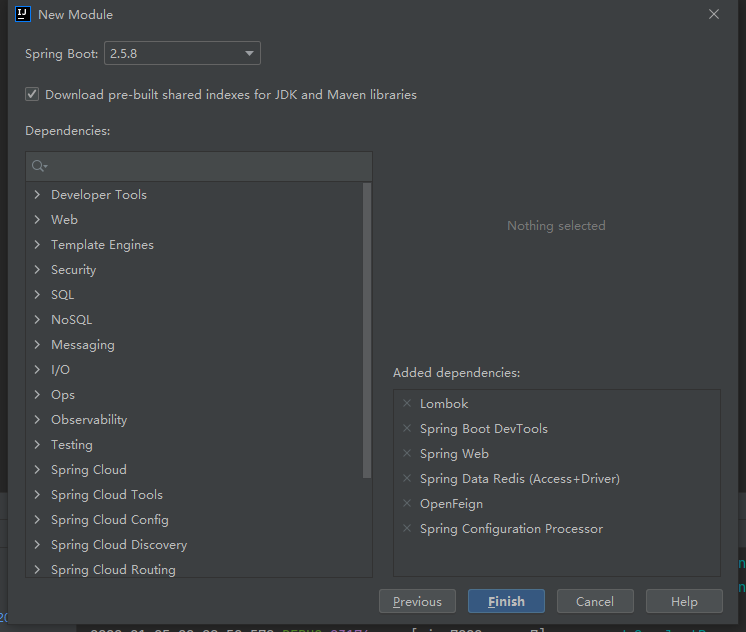 New Module
Spring Boot: 2.5.8
Download pre-built shared indexes for JDK and Maven libraries
Dependencies:
Developer Tools
Web
Template Engines
Security
SQL
NoSQL
Messaging
I/O
Ops
Observability
Testing
Spring Cloud
Spring Cloud Tools
Spring Cloud Config
Spring Cloud Discovery
Spring Cloud Routing
Nothing selected
Added dependencies:
Lombok
Spring Boot DevTools
Spring Web
Spring Data Redis (Access+Driver)
OpenFeign
Spring Configuration Processor
Previous
Finish
Cancel
Help